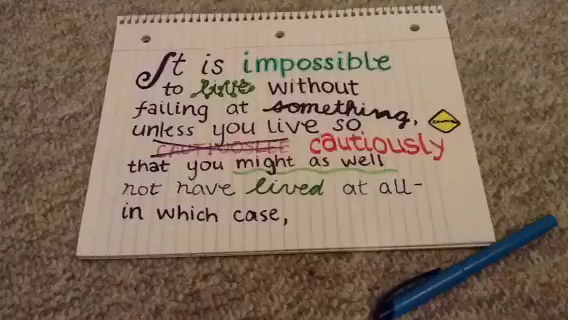 It is impossible
to live without
failing at something,
unless you live so
cautiously
that you might as well
not have lived at all-
in which case,